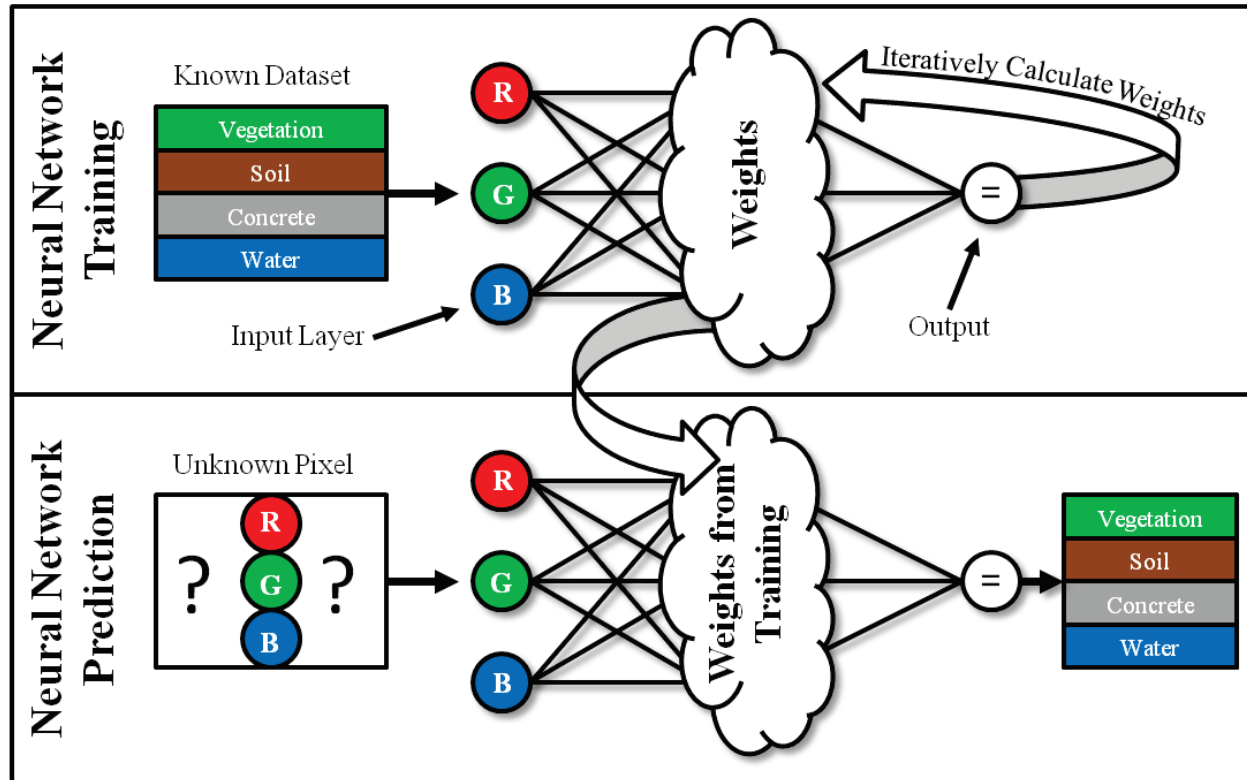 Neural Network
Training
Known Dataset
Vegetation
Soil
Concrete
Water
Input Layer
R
G
B
Weights
Iteratively Calculate Weights
=
Output
Neural Network
Prediction
Unknown Pixel
? R ?
G
B
R
G
B
Weights from
Training
=
Vegetation
Soil
Concrete
Water